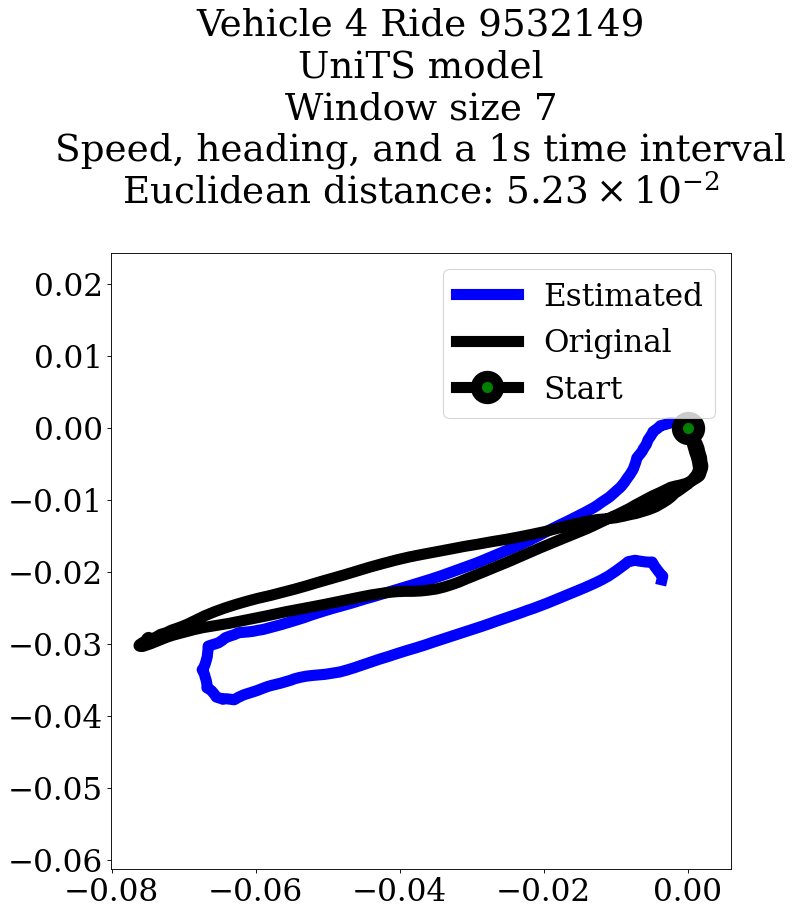 Vehicle 4 Ride 9532149
UniTS model
Window size 7
Speed, heading, and a 1s time interval
Euclidean distance: 5.23 × 10⁻²
Estimated
Original
Start
0.02
0.01
0.00
−0.01
−0.02
−0.03
−0.04
−0.05
−0.06
−0.08 −0.06 −0.04 −0.02 0.00